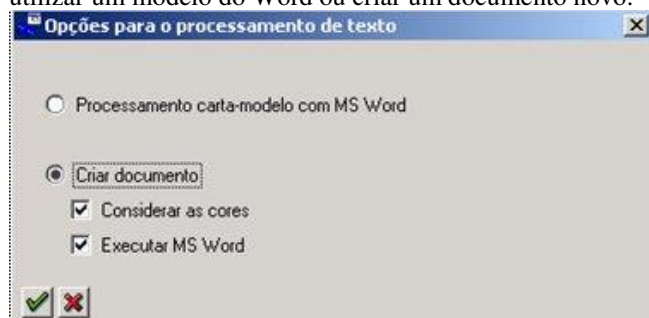 utilizar um modelo do Word ou criar um documento novo.
Opções para o processamento de texto
Processamento carta-modelo com MS Word
Criar documento
Considerar as cores
Executar MS Word